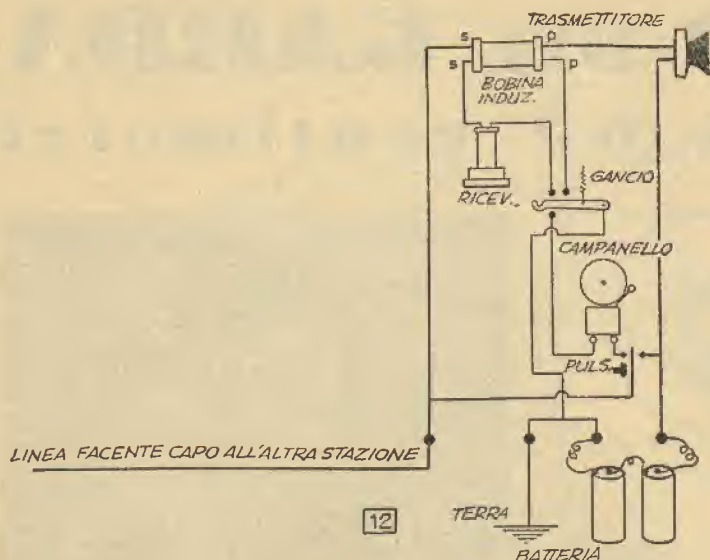 TRASMETTITORE
s
p
s
p
BOBINA
INDUZ.
RICEV.
GANCIO
CAMPANELLO
PULS.
LINEA FACENTE CAPO ALL'ALTRA STAZIONE
12
TERRA
BATTERIA